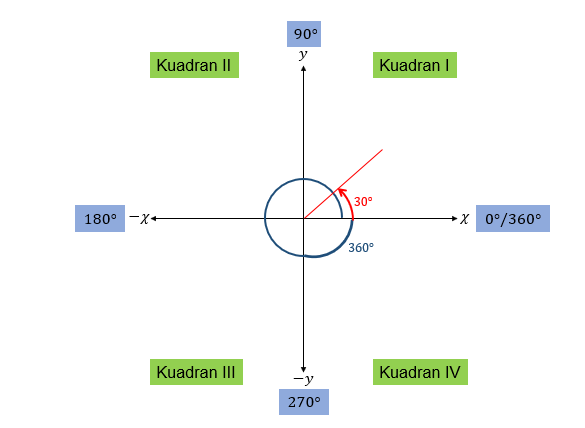 90°
y
Kuadran II
Kuadran I
30°
180°
−x
x
0°/360°
360°
Kuadran III
Kuadran IV
−y
270°